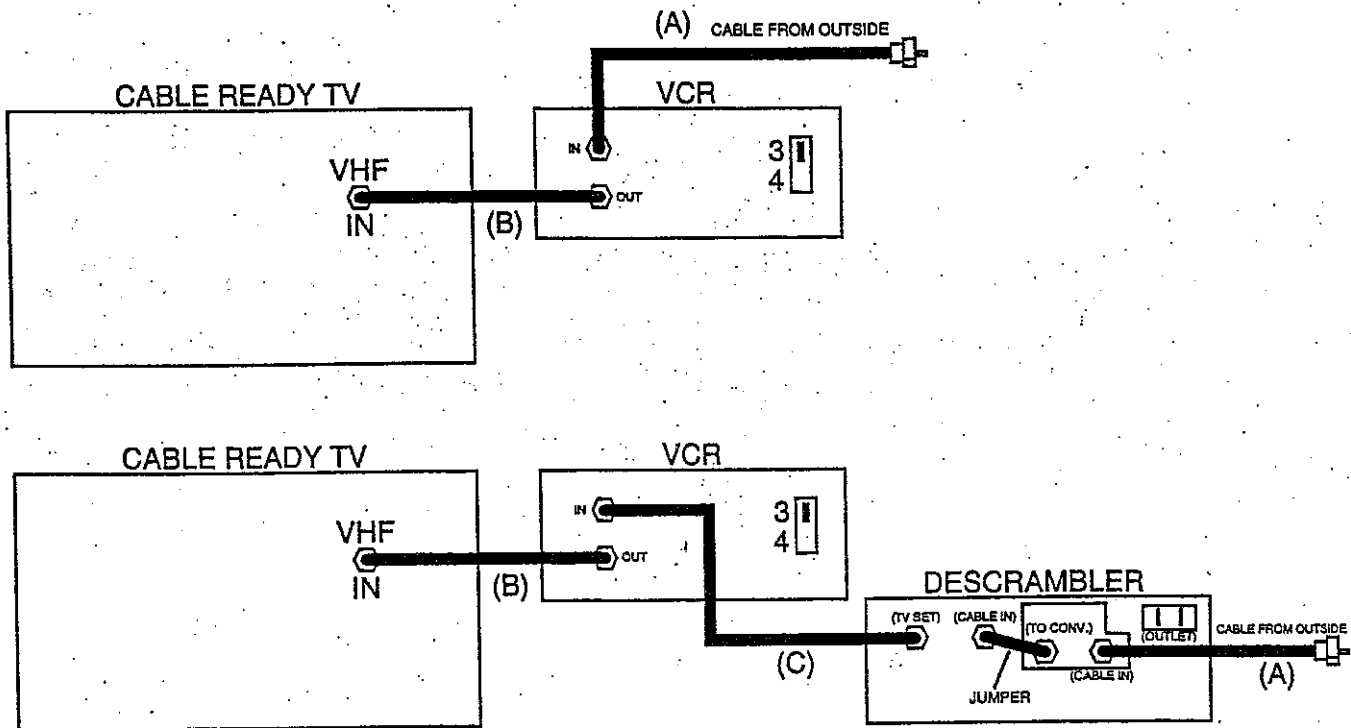 (A) CABLE FROM OUTSIDE
CABLE READY TV
VCR
VHF
IN
(B)
IN
OUT
3
4
CABLE READY TV
VCR
VHF
IN
(B)
IN
OUT
3
4
(C)
DESCRAMBLER
(TV SET)
(CABLE IN)
(TO CONV.)
(OUTLET)
(CABLE IN)
JUMPER
CABLE FROM OUTSIDE
(A)